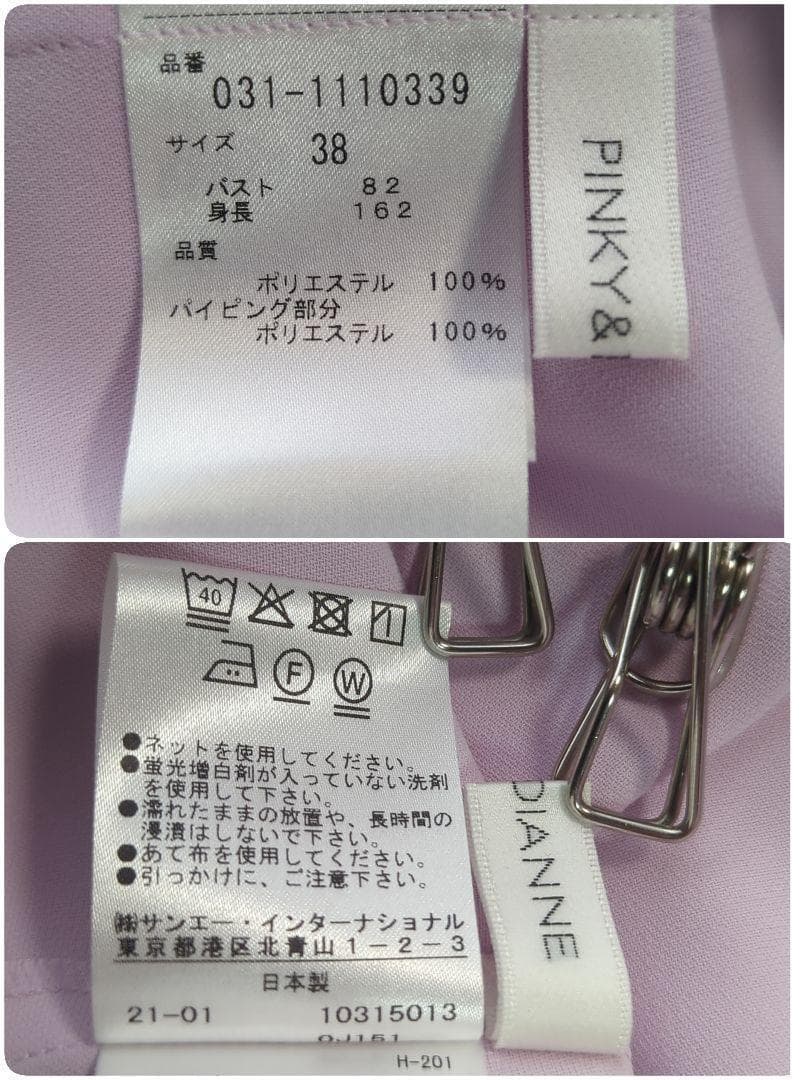 品番
031-1110339
サイズ 38
バスト 82
身長 162
品質
ポリエステル 100%
パイピング部分
ポリエステル 100%
PINKY&
40
F
W
●ネットを使用してください。
●蛍光増白剤が入っていない洗剤
を使用して下さい。
●濡れたままの放置や、長時間の
浸漬はしないで下さい。
●あて布を使用してください。
●引っかけに、ご注意下さい。
㈱サンエー・インターナショナル
東京都港区北青山1-2-3
日本製
21-01 10315013
H-201
DIANNE